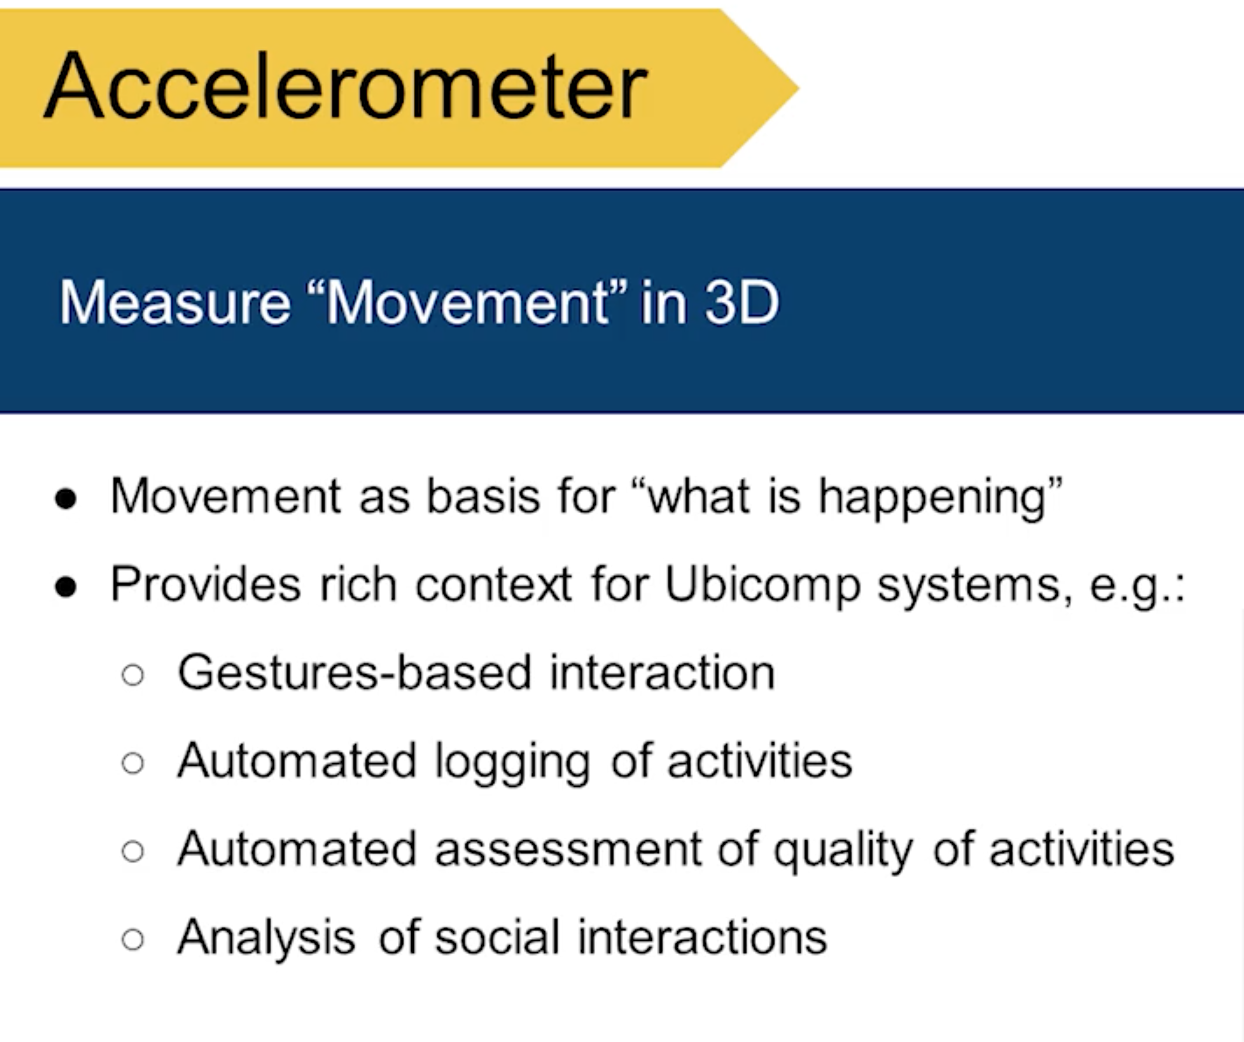 Accelerometer
Measure “Movement” in 3D
● Movement as basis for “what is happening”
● Provides rich context for Ubicomp systems, e.g.:
○ Gestures-based interaction
○ Automated logging of activities
○ Automated assessment of quality of activities
○ Analysis of social interactions